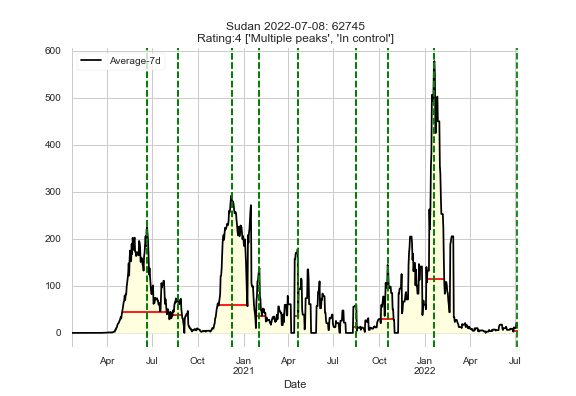 Sudan 2022-07-08: 62745
Rating:4 ['Multiple peaks', 'In control']
Average-7d
600
500
400
300
200
100
0
Apr Jul Oct Jan Apr Jul Oct Jan Apr Jul
2021 2022
Date